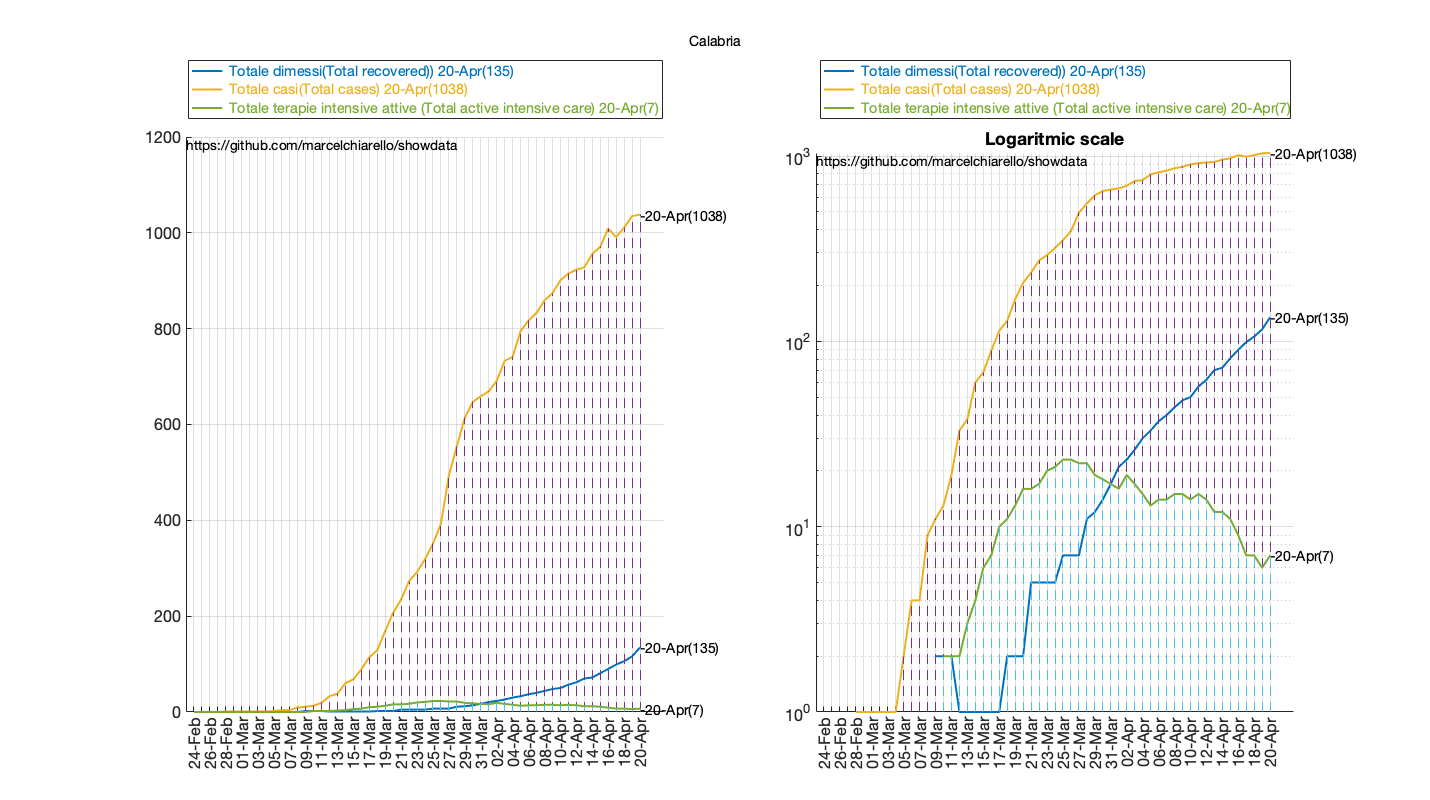 Calabria
Totale dimessi(Total recovered)) 20-Apr(135)
Totale casi(Total cases) 20-Apr(1038)
Totale terapie intensive attive (Total active intensive care) 20-Apr(7)
https://github.com/marcelchiarello/showdata
1200
1000
800
600
400
200
0
-20-Apr(1038)
-20-Apr(135)
-20-Apr(7)
24-Feb
26-Feb
28-Feb
01-Mar
03-Mar
05-Mar
07-Mar
09-Mar
11-Mar
13-Mar
15-Mar
17-Mar
19-Mar
21-Mar
23-Mar
25-Mar
27-Mar
29-Mar
31-Mar
02-Apr
04-Apr
06-Apr
08-Apr
10-Apr
12-Apr
14-Apr
16-Apr
18-Apr
20-Apr
Totale dimessi(Total recovered)) 20-Apr(135)
Totale casi(Total cases) 20-Apr(1038)
Totale terapie intensive attive (Total active intensive care) 20-Apr(7)
Logaritmic scale
https://github.com/marcelchiarello/showdata
10^3
10^2
10^1
10^0
-20-Apr(1038)
-20-Apr(135)
-20-Apr(7)
24-Feb
26-Feb
28-Feb
01-Mar
03-Mar
05-Mar
07-Mar
09-Mar
11-Mar
13-Mar
15-Mar
17-Mar
19-Mar
21-Mar
23-Mar
25-Mar
27-Mar
29-Mar
31-Mar
02-Apr
04-Apr
06-Apr
08-Apr
10-Apr
12-Apr
14-Apr
16-Apr
18-Apr
20-Apr